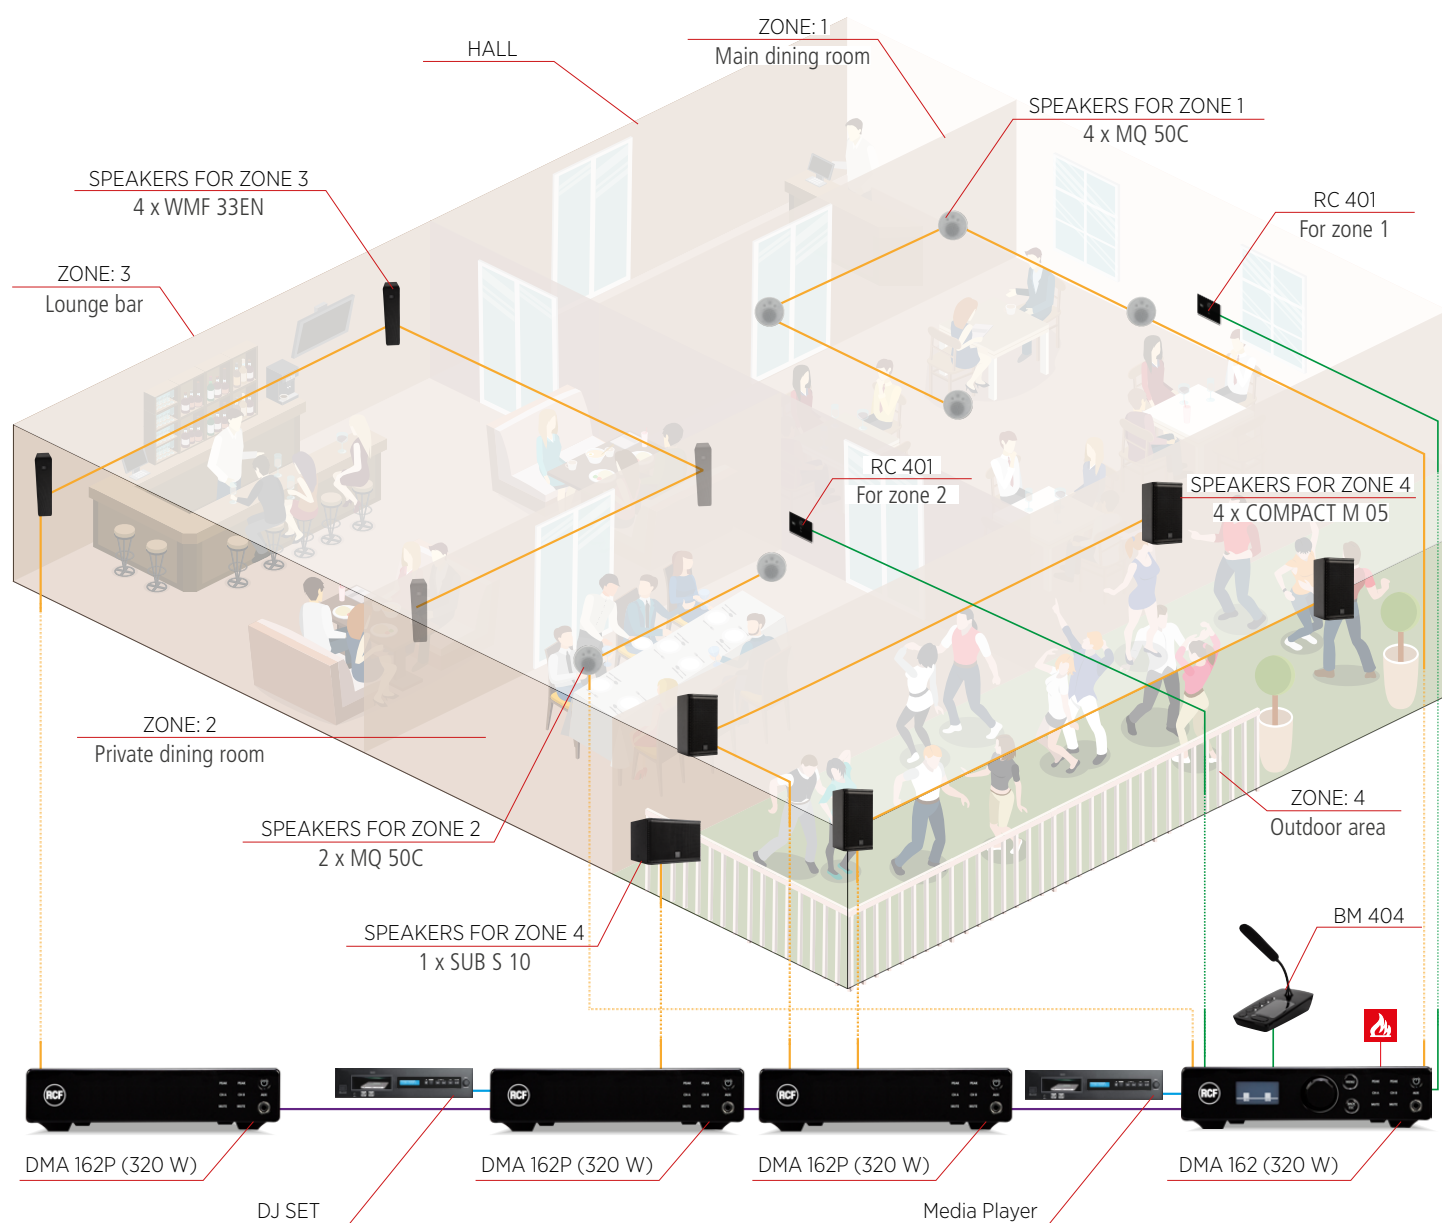 ZONE: 1
Main dining room
HALL
SPEAKERS FOR ZONE 1
4 x MQ 50C
SPEAKERS FOR ZONE 3
4 x WMF 33EN
RC 401
For zone 1
ZONE: 3
Lounge bar
RC 401
For zone 2
SPEAKERS FOR ZONE 4
4 x COMPACT M 05
ZONE: 2
Private dining room
ZONE: 4
Outdoor area
SPEAKERS FOR ZONE 2
2 x MQ 50C
SPEAKERS FOR ZONE 4
1 x SUB S 10
BM 404
RCF
RCF
RCF
RCF
DMA 162P (320 W)
DMA 162P (320 W)
DMA 162P (320 W)
DMA 162 (320 W)
DJ SET
Media Player